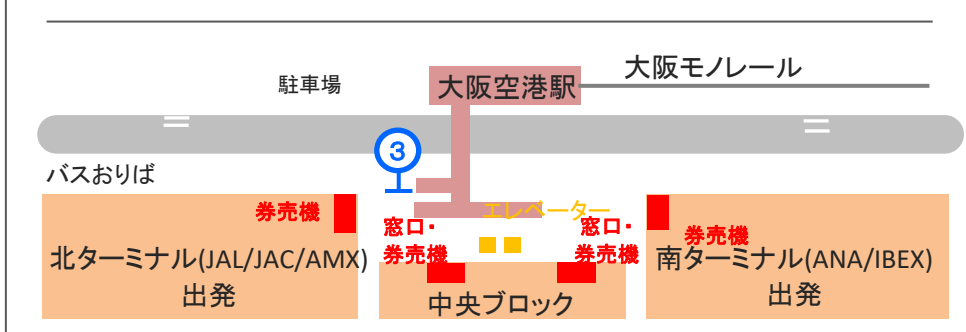 大阪モノレール
駐車場
大阪空港駅
③
バスおりば
エレベーター
券売機
窓口・
券売機
窓口・
券売機
券売機
北ターミナル(JAL/JAC/AMX)
出発
中央ブロック
南ターミナル(ANA/IBEX)
出発